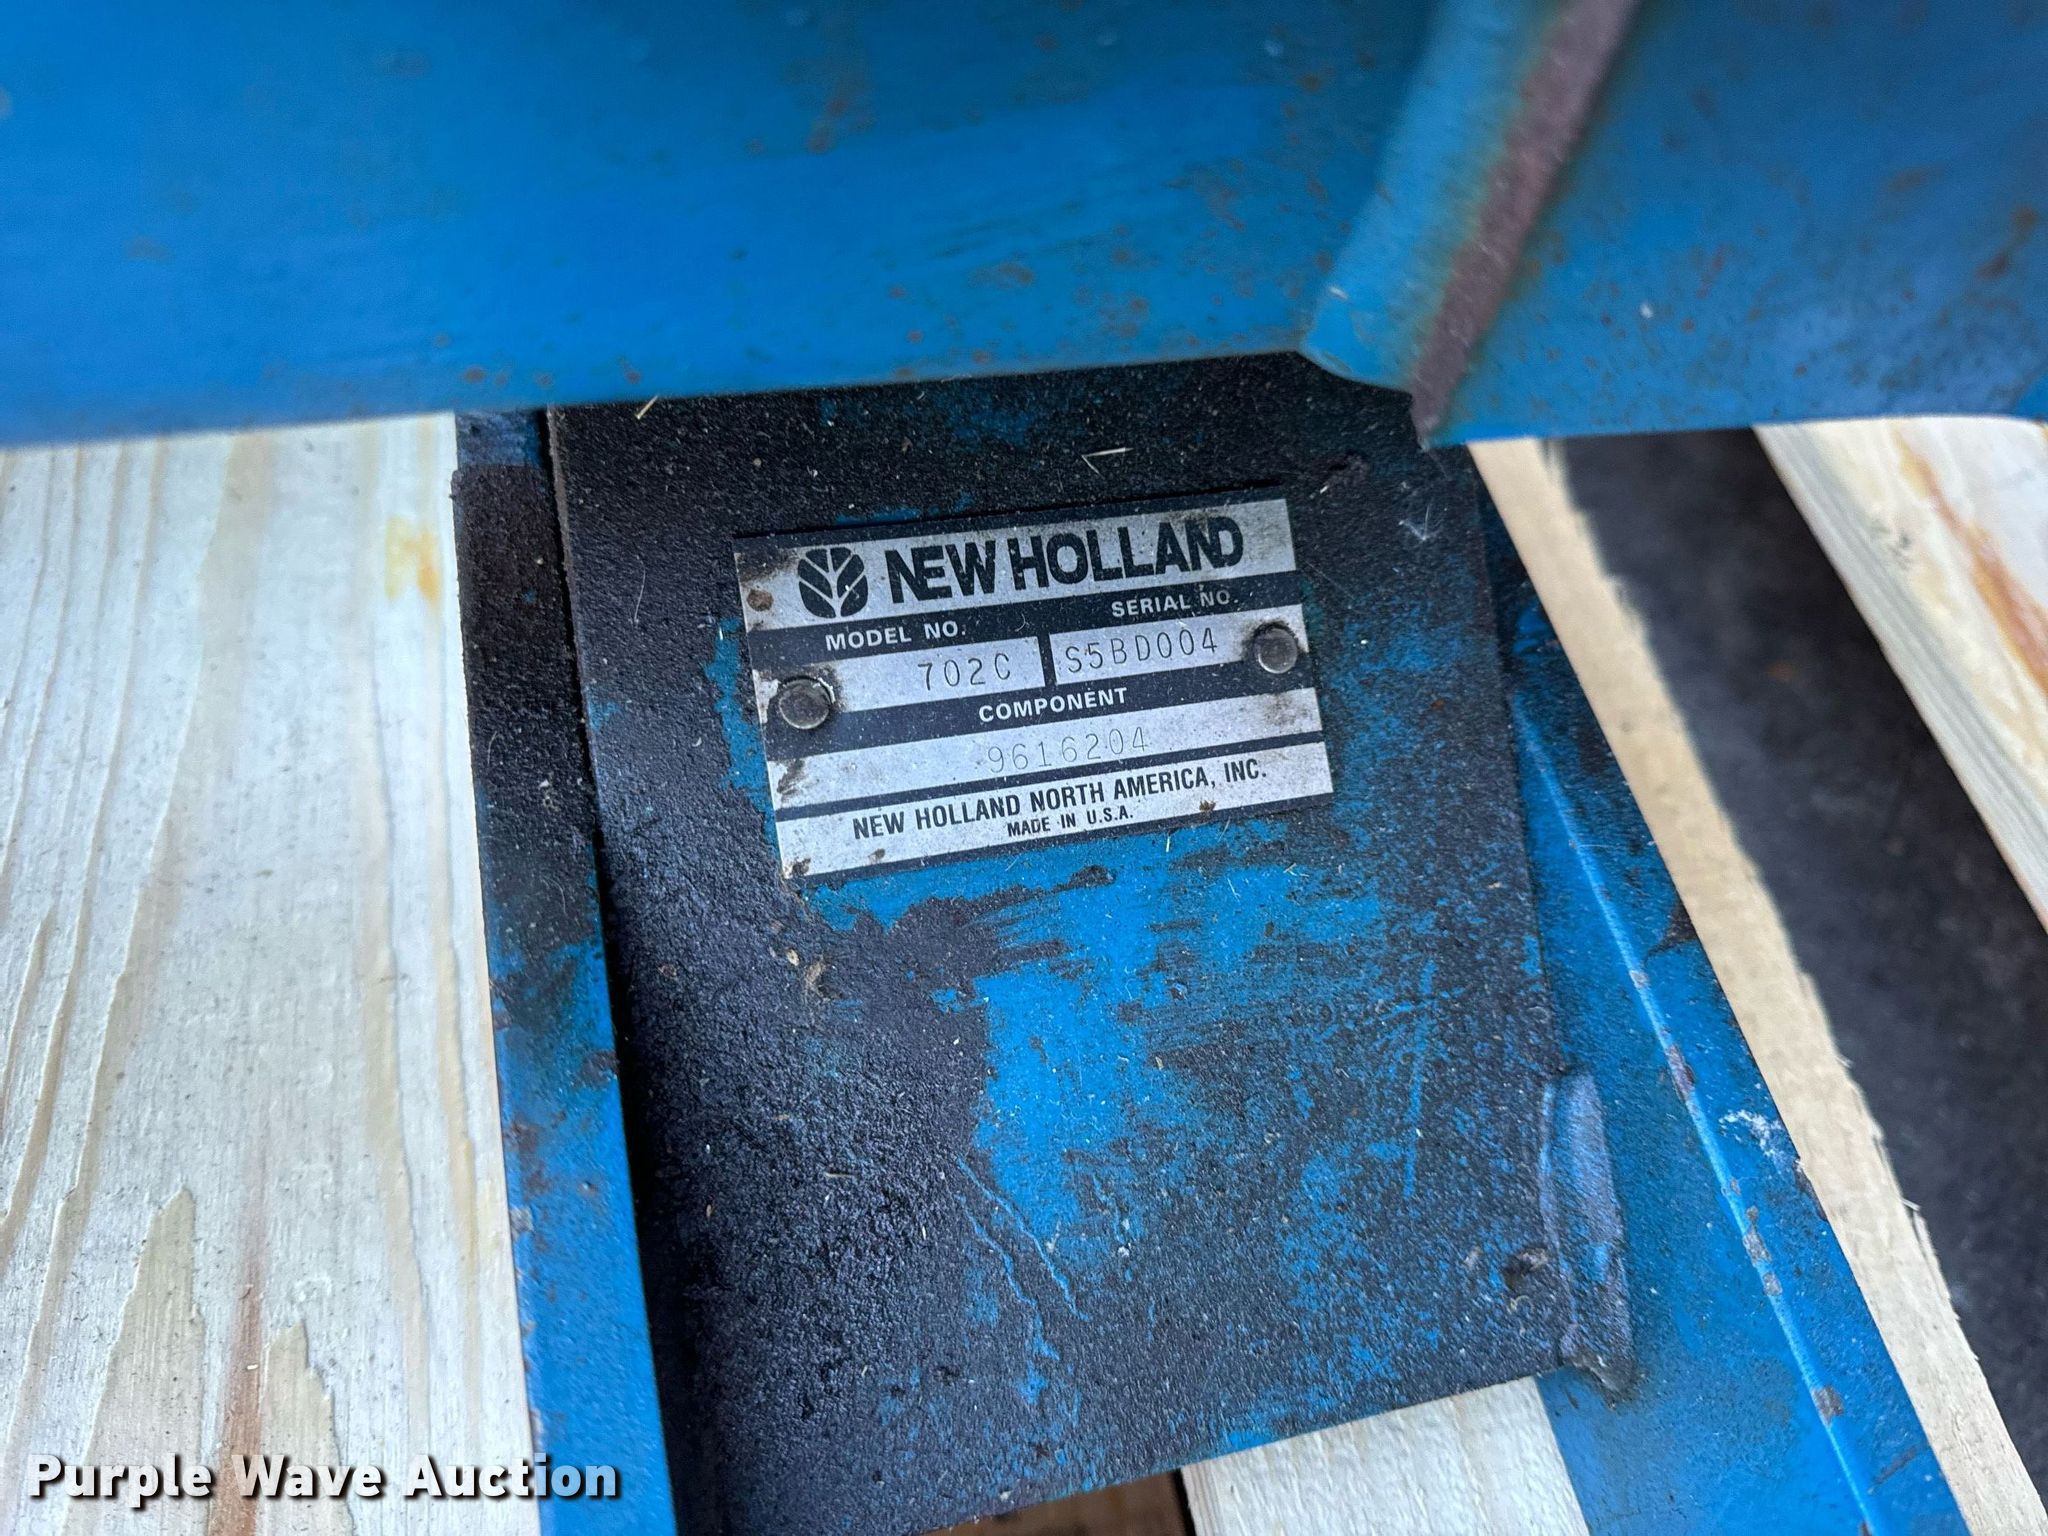 NEW HOLLAND
MODEL NO. SERIAL NO.
702C S5BD004
COMPONENT
9616204
NEW HOLLAND NORTH AMERICA, INC.
MADE IN U.S.A.
Purple Wave Auction